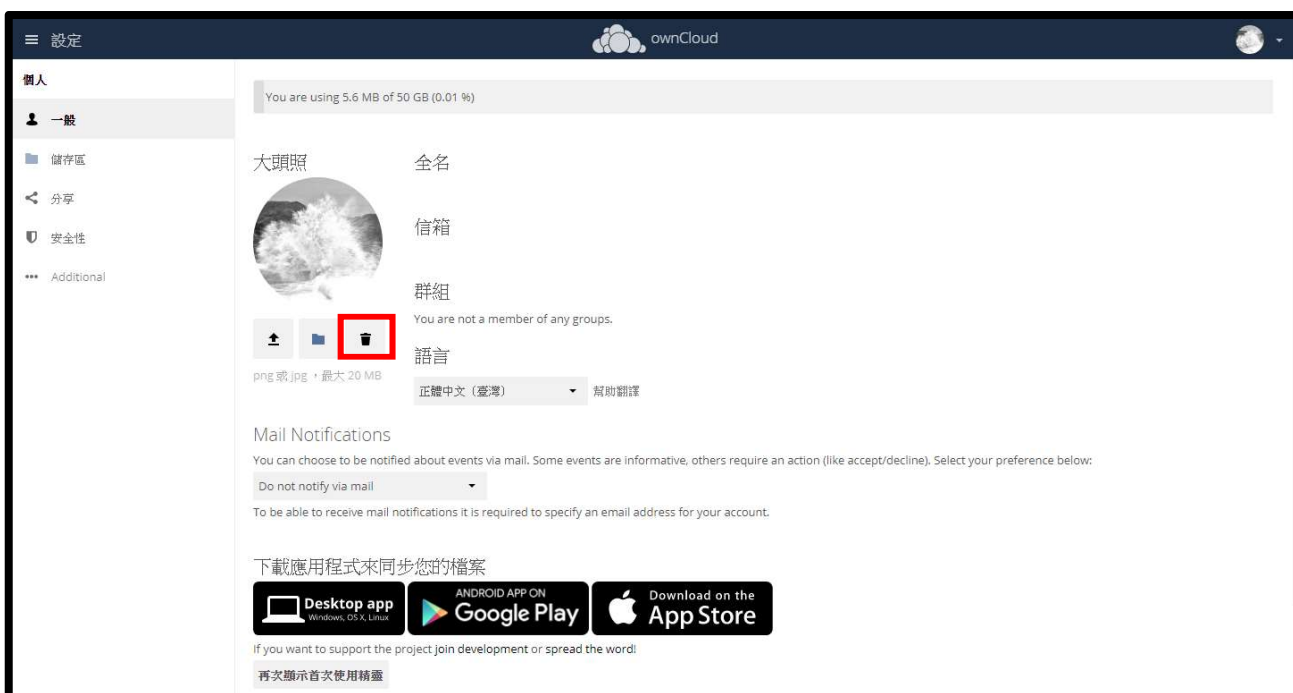 設定
ownCloud
個人
一般
儲存區
分享
安全性
Additional
You are using 5.6 MB of 50 GB (0.01 %)
大頭照
全名
信箱
群組
You are not a member of any groups.
語言
png 或 jpg ，最大 20 MB
正體中文（臺灣）
幫助翻譯
Mail Notifications
You can choose to be notified about events via mail. Some events are informative, others require an action (like accept/decline). Select your preference below:
Do not notify via mail
To be able to receive mail notifications it is required to specify an email address for your account.
下載應用程式來同步您的檔案
Desktop app
Windows, OS X, Linux
ANDROID APP ON
Google Play
Download on the
App Store
If you want to support the project join development or spread the word!
再次顯示首次使用精靈